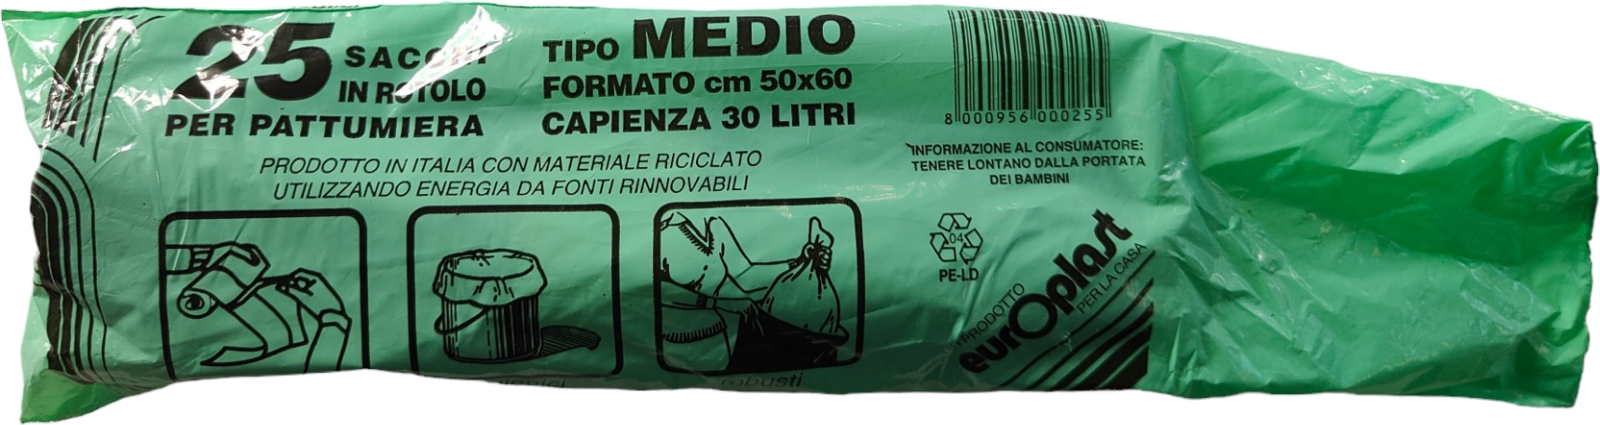 25 SACCHI
IN ROTOLO
PER PATTUMIERA
TIPO MEDIO
FORMATO cm 50x60
CAPIENZA 30 LITRI
PRODOTTO IN ITALIA CON MATERIALE RICICLATO
UTILIZZANDO ENERGIA DA FONTI RINNOVABILI
8 000956 000255
INFORMAZIONE AL CONSUMATORE:
TENERE LONTANO DALLA PORTATA
DEI BAMBINI
04
PE-LD
PRODOTTO
eurOplast
PER LA CASA
robusti